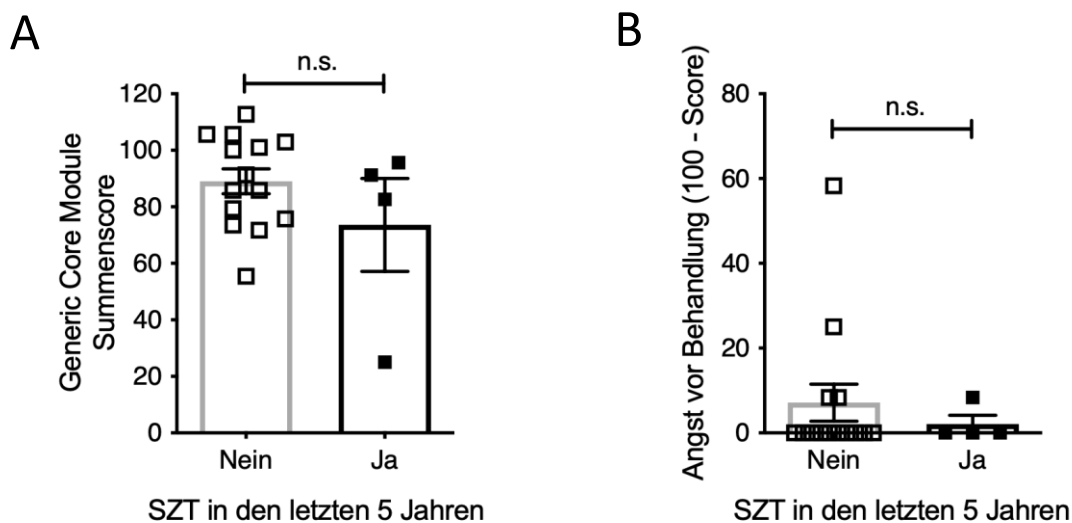 A
n.s.
120
100
80
60
40
20
0
Generic Core Module
Summenscore
Nein
Ja
SZT in den letzten 5 Jahren
B
n.s.
80
60
40
20
0
Angst vor Behandlung (100 - Score)
Nein
Ja
SZT in den letzten 5 Jahren